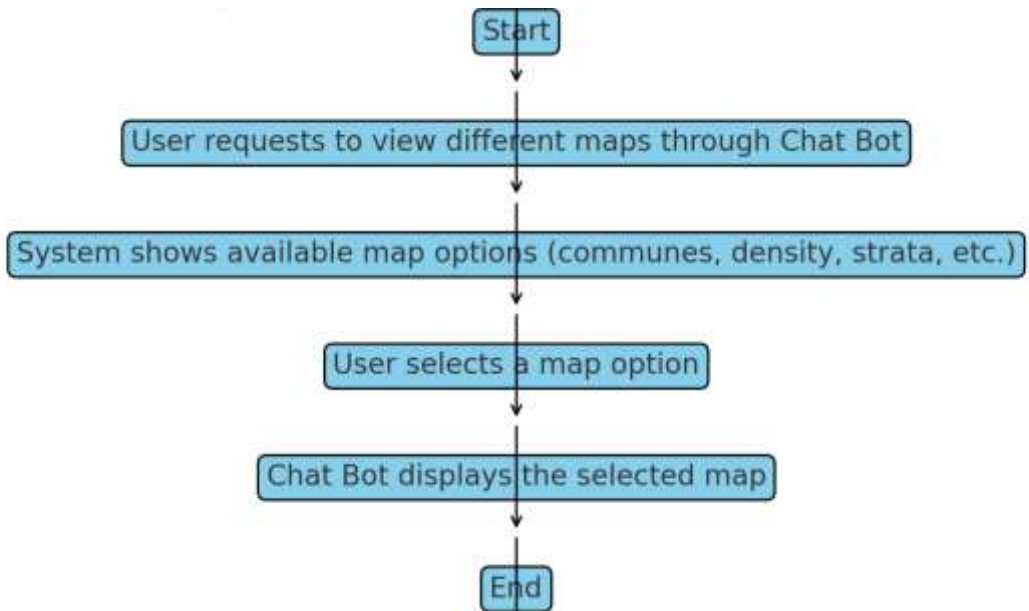 Start
User requests to view different maps through Chat Bot
System shows available map options (communes, density, strata, etc.)
User selects a map option
Chat Bot displays the selected map
End